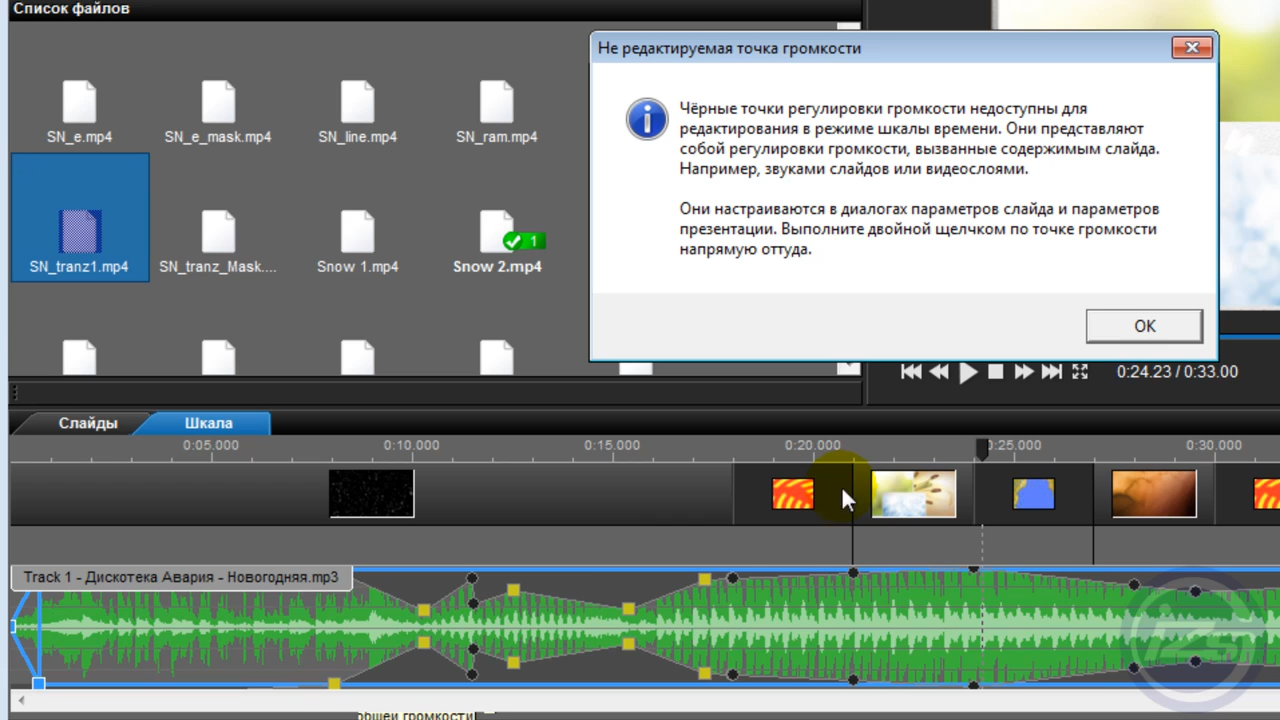 Список файлов
Не редактируемая точка громкости
Чёрные точки регулировки громкости недоступны для
редактирования в режиме шкалы времени. Они представляют
собой регулировки громкости, вызванные содержимым слайда.
Например, звуками слайдов или видеослоями.
Они настраиваются в диалогах параметров слайда и параметров
презентации. Выполните двойной щелчком по точке громкости
напрямую оттуда.
OK
SN_e.mp4
SN_e_mask.mp4
SN_line.mp4
SN_ram.mp4
1
SN_tranz1.mp4
SN_tranz_Mask....
Snow 1.mp4
Snow 2.mp4
0:24.23 / 0:33.00
Слайды
Шкала
0:05.000
0:10.000
0:15.000
0:20.000
0:25.000
0:30.000
Track 1 - Дискотека Авария - Новогодняя.mp3
общей громкости